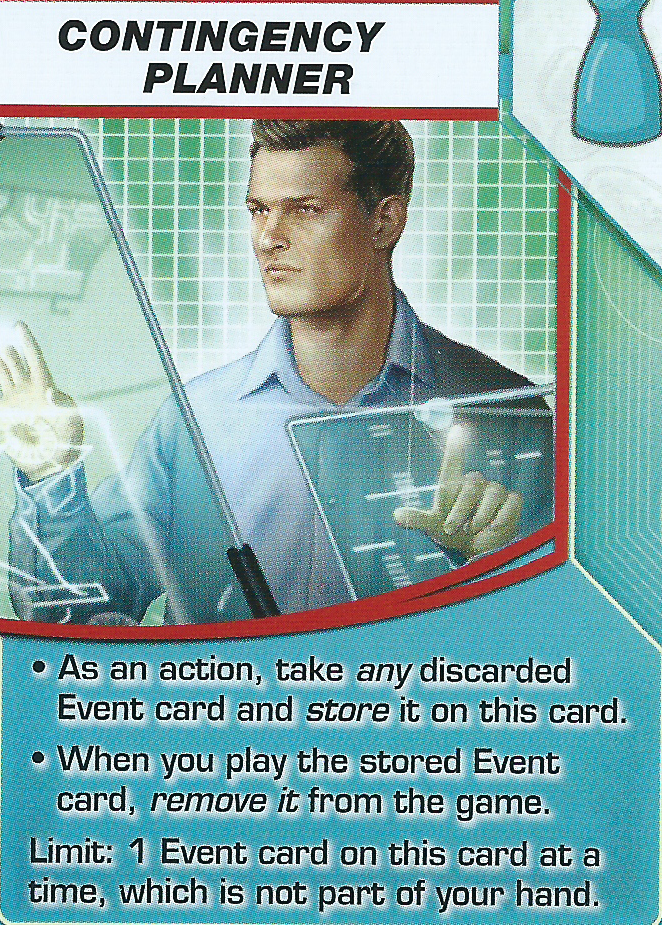 CONTINGENCY
PLANNER
• As an action, take any discarded
Event card and store it on this card.
• When you play the stored Event
card, remove it from the game.
Limit: 1 Event card on this card at a
time, which is not part of your hand.